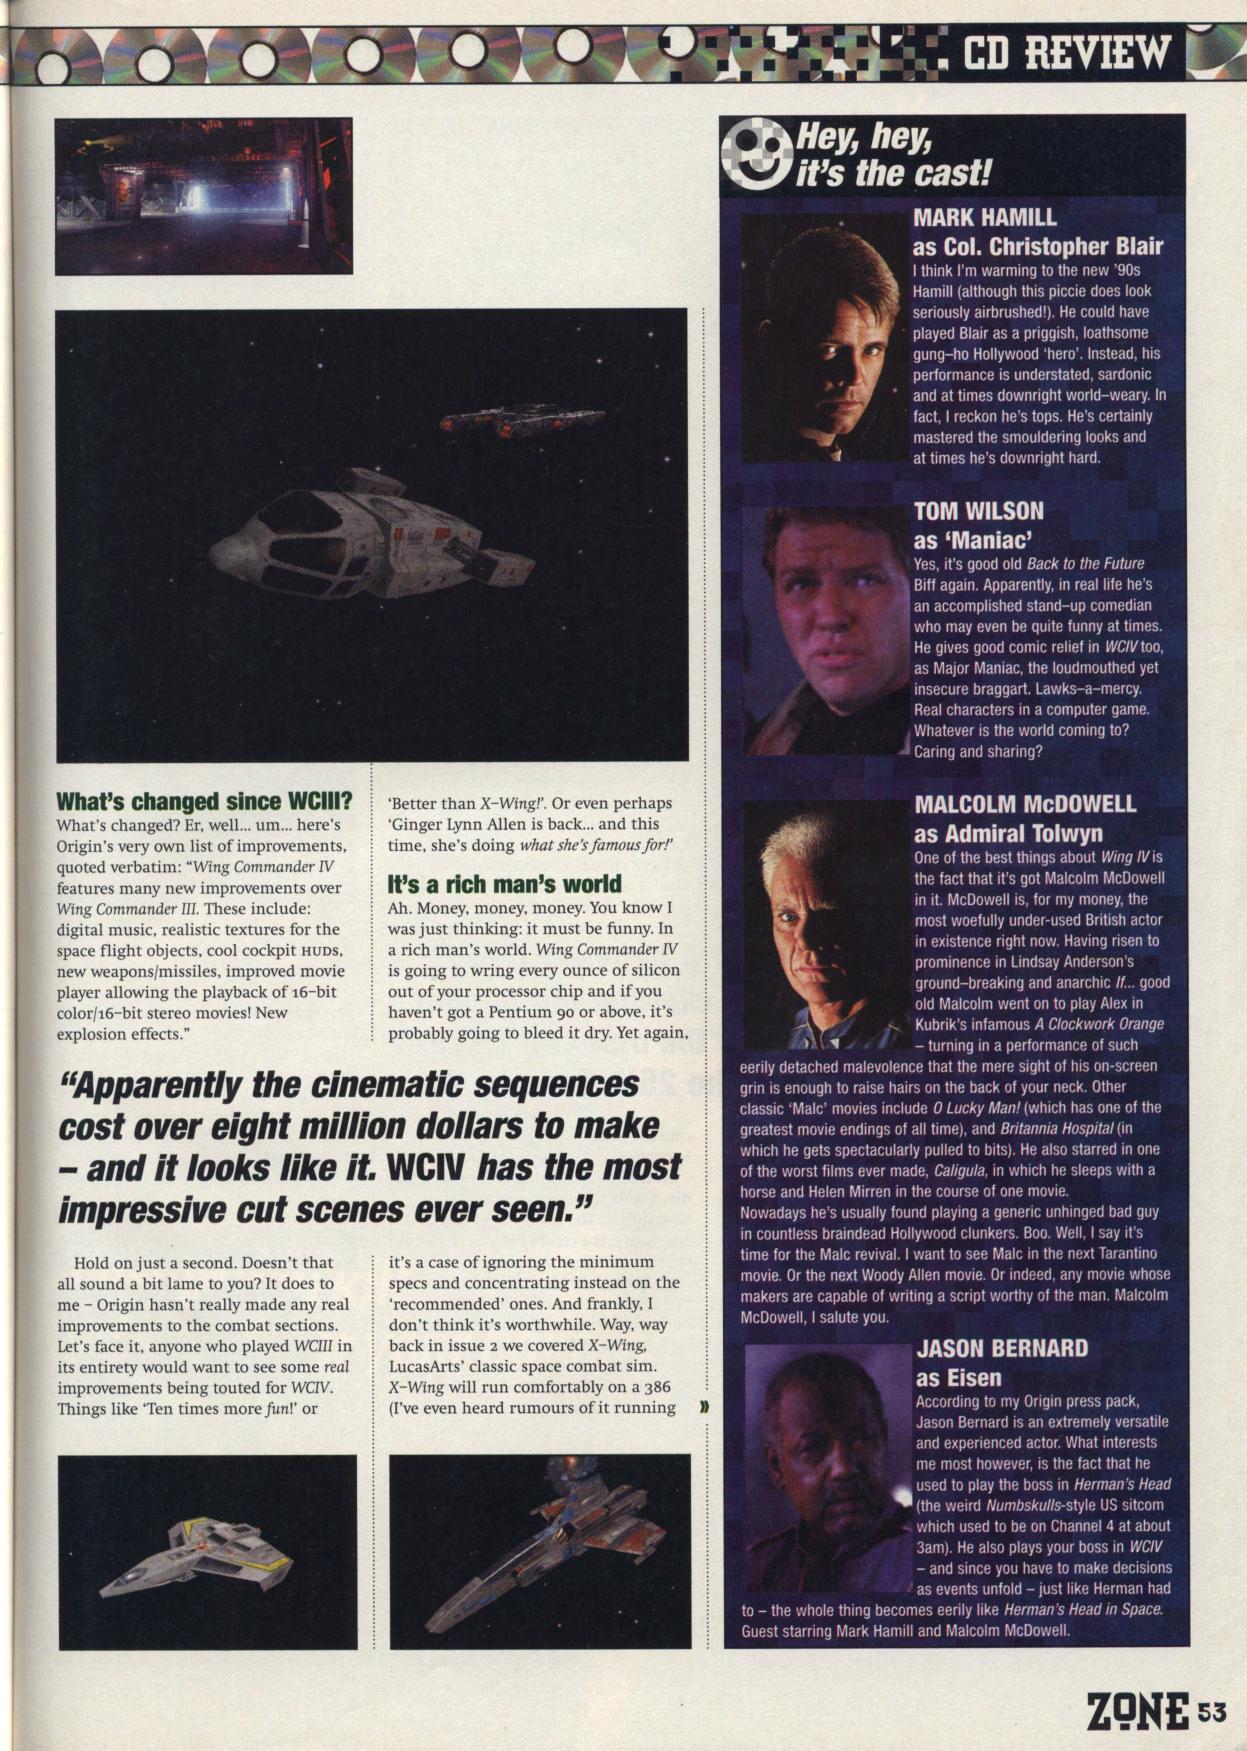 CD REVIEW
What's changed since WCIII?
What's changed? Er, well... um... here's
Origin's very own list of improvements,
quoted verbatim: “Wing Commander IV
features many new improvements over
Wing Commander III. These include:
digital music, realistic textures for the
space flight objects, cool cockpit HUDS,
new weapons/missiles, improved movie
player allowing the playback of 16–bit
color/16–bit stereo movies! New
explosion effects.”
‘Better than X–Wing!’. Or even perhaps
‘Ginger Lynn Allen is back... and this
time, she's doing what she's famous for!’
It's a rich man's world
Ah. Money, money, money. You know I
was just thinking: it must be funny. In
a rich man's world. Wing Commander IV
is going to wring every ounce of silicon
out of your processor chip and if you
haven't got a Pentium 90 or above, it's
probably going to bleed it dry. Yet again,
“Apparently the cinematic sequences
cost over eight million dollars to make
– and it looks like it. WCIV has the most
impressive cut scenes ever seen.”
Hold on just a second. Doesn't that
all sound a bit lame to you? It does to
me – Origin hasn't really made any real
improvements to the combat sections.
Let's face it, anyone who played WCIII in
its entirety would want to see some real
improvements being touted for WCIV.
Things like ‘Ten times more fun!’ or
it's a case of ignoring the minimum
specs and concentrating instead on the
‘recommended’ ones. And frankly, I
don't think it's worthwhile. Way, way
back in issue 2 we covered X–Wing,
LucasArts’ classic space combat sim.
X–Wing will run comfortably on a 386
(I've even heard rumours of it running »
Hey, hey,
it's the cast!
MARK HAMILL
as Col. Christopher Blair
I think I'm warming to the new ’90s
Hamill (although this piccie does look
seriously airbrushed!). He could have
played Blair as a priggish, loathsome
gung–ho Hollywood ‘hero’. Instead, his
performance is understated, sardonic
and at times downright world–weary. In
fact, I reckon he's tops. He's certainly
mastered the smouldering looks and
at times he's downright hard.
TOM WILSON
as ‘Maniac’
Yes, it's good old Back to the Future
Biff again. Apparently, in real life he's
an accomplished stand–up comedian
who may even be quite funny at times.
He gives good comic relief in WCIV too,
as Major Maniac, the loudmouthed yet
insecure braggart. Lawks–a–mercy.
Real characters in a computer game.
Whatever is the world coming to?
Caring and sharing?
MALCOLM McDOWELL
as Admiral Tolwyn
One of the best things about Wing IV is
the fact that it's got Malcolm McDowell
in it. McDowell is, for my money, the
most woefully under-used British actor
in existence right now. Having risen to
prominence in Lindsay Anderson's
ground–breaking and anarchic If... good
old Malcolm went on to play Alex in
Kubrik's infamous A Clockwork Orange
– turning in a performance of such
eerily detached malevolence that the mere sight of his on-screen
grin is enough to raise hairs on the back of your neck. Other
classic ‘Malc’ movies include O Lucky Man! (which has one of the
greatest movie endings of all time), and Britannia Hospital (in
which he gets spectacularly pulled to bits). He also starred in one
of the worst films ever made, Caligula, in which he sleeps with a
horse and Helen Mirren in the course of one movie.
Nowadays he's usually found playing a generic unhinged bad guy
in countless braindead Hollywood clunkers. Boo. Well, I say it's
time for the Malc revival. I want to see Malc in the next Tarantino
movie. Or the next Woody Allen movie. Or indeed, any movie whose
makers are capable of writing a script worthy of the man. Malcolm
McDowell, I salute you.
JASON BERNARD
as Eisen
According to my Origin press pack,
Jason Bernard is an extremely versatile
and experienced actor. What interests
me most however, is the fact that he
used to play the boss in Herman's Head
(the weird Numbskulls-style US sitcom
which used to be on Channel 4 at about
3am). He also plays your boss in WCIV
– and since you have to make decisions
as events unfold – just like Herman had
to – the whole thing becomes eerily like Herman's Head in Space.
Guest starring Mark Hamill and Malcolm McDowell.
ZONE 53